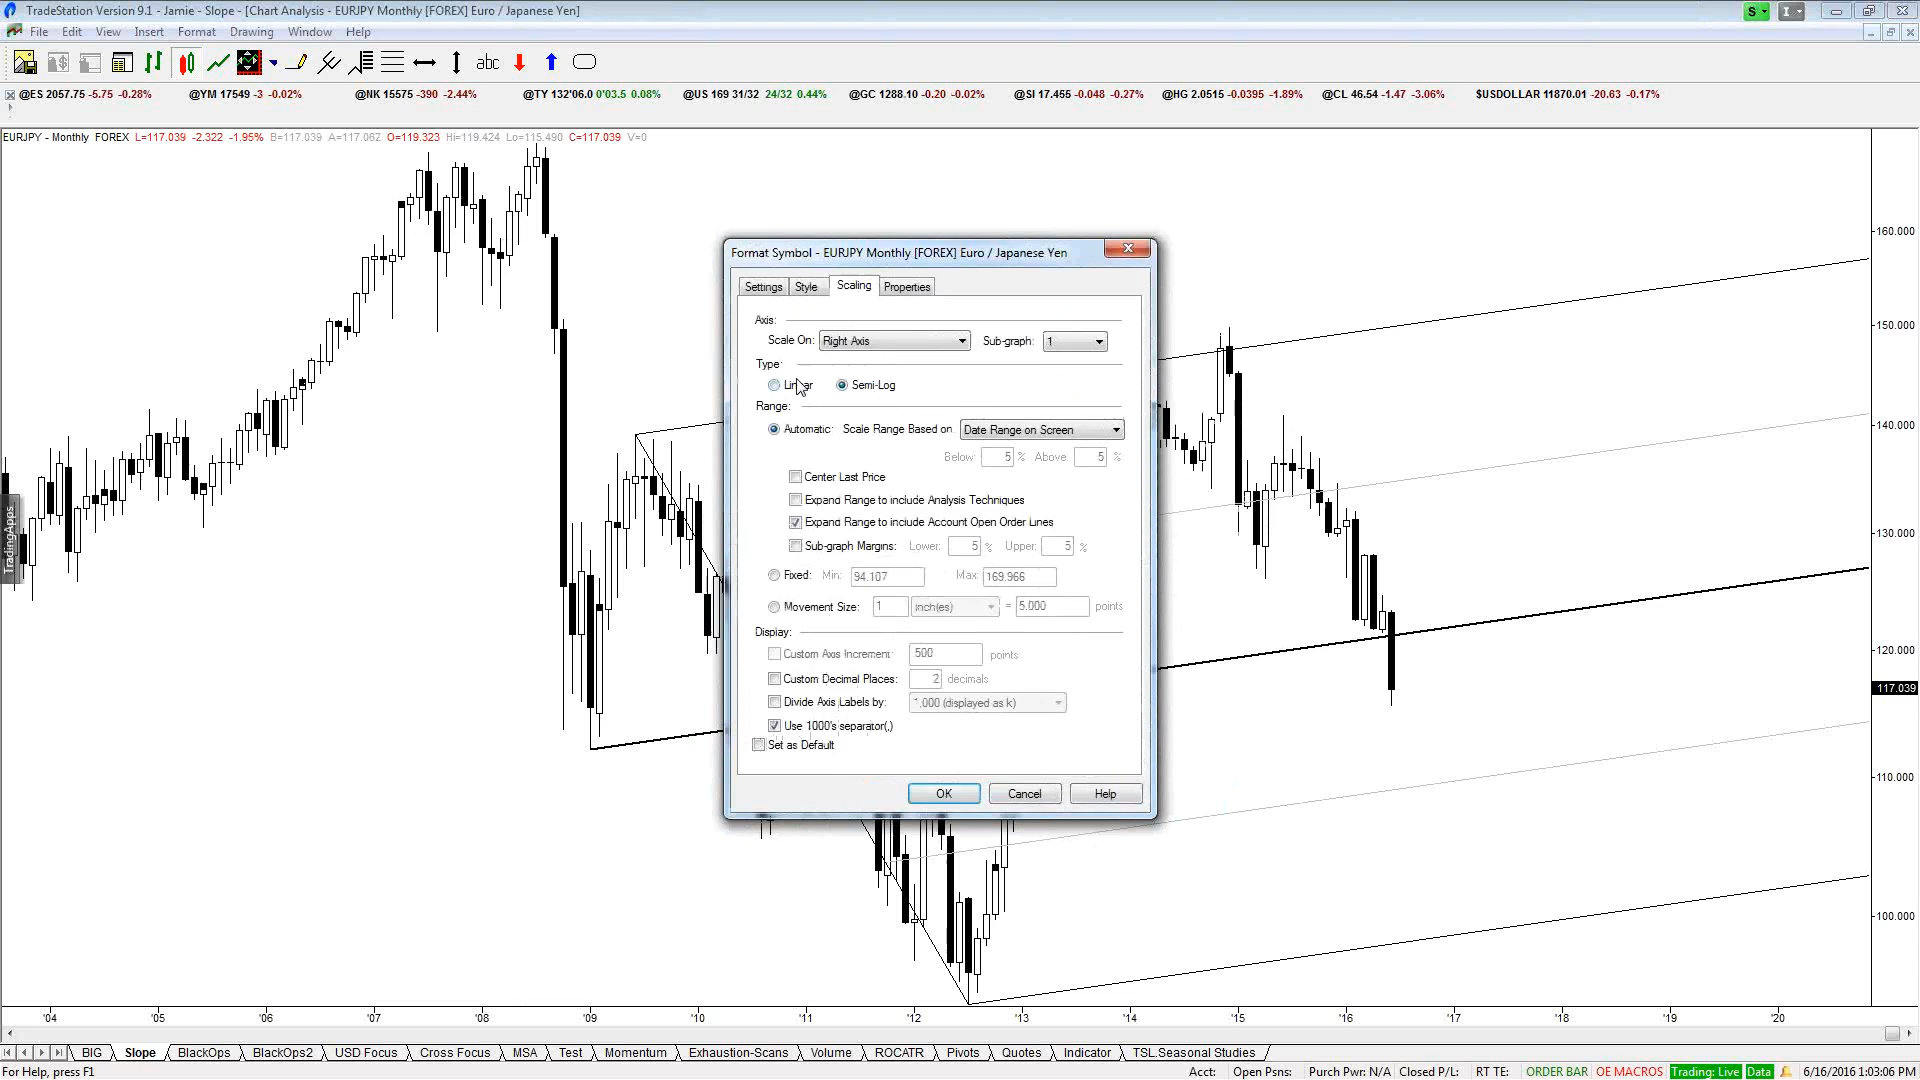 TradeStation Version 9.1 - Jamie - Slope - [Chart Analysis - EURJPY Monthly [FOREX] Euro / Japanese Yen]
S I
File Edit View Insert Format Drawing Window Help
abc
@ES 2057.75 -5.75 -0.28% @YM 17549 -3 -0.02% @NK 15575 -390 -2.44% @TY 132'06.0 0'03.5 0.08% @US 169 31/32 24/32 0.44% @GC 1288.10 -0.20 -0.02% @SI 17.455 -0.048 -0.27% @HG 2.0515 -0.0395 -1.89% @CL 46.54 -1.47 -3.06% $USDOLLAR 11870.01 -20.63 -0.17%
EURJPY - Monthly FOREX L=117.039 -2.322 -1.95% B=117.039 A=117.062 O=119.323 Hi=119.424 Lo=115.490 C=117.039 V=0
Format Symbol - EURJPY Monthly [FOREX] Euro / Japanese Yen
Settings Style Scaling Properties
Axis:
Scale On: Right Axis Sub-graph: 1
Type:
Linear Semi-Log
Range:
Automatic: Scale Range Based on Date Range on Screen
Below: 5 % Above: 5 %
Center Last Price
Expand Range to include Analysis Techniques
Expand Range to include Account Open Order Lines
Sub-graph Margins: Lower: 5 % Upper: 5 %
Fixed: Min: 94.107 Max: 169.966
Movement Size: 1 inch(es) = 5.000 points
Display:
Custom Axis Increment 500 points
Custom Decimal Places: 2 decimals
Divide Axis Labels by: 1.000 (displayed as k)
Use 1000's separator(,)
Set as Default
OK Cancel Help
160.000
150.000
140.000
130.000
120.000
117.039
110.000
100.000
TradingApps
'04 '05 '06 '07 '08 '09 '10 '11 '12 '13 '14 '15 '16 '17 '18 '19 '20
BIG Slope BlackOps BlackOps2 USD Focus Cross Focus MSA Test Momentum Exhaustion-Scans Volume ROCATR Pivots Quotes Indicator TSL.Seasonal Studies
For Help, press F1 Acct: Open Psns: Purch Pwr: N/A Closed P/L: RT TE: ORDER BAR OE MACROS Trading: Live Data 6/16/2016 1:03:06 PM